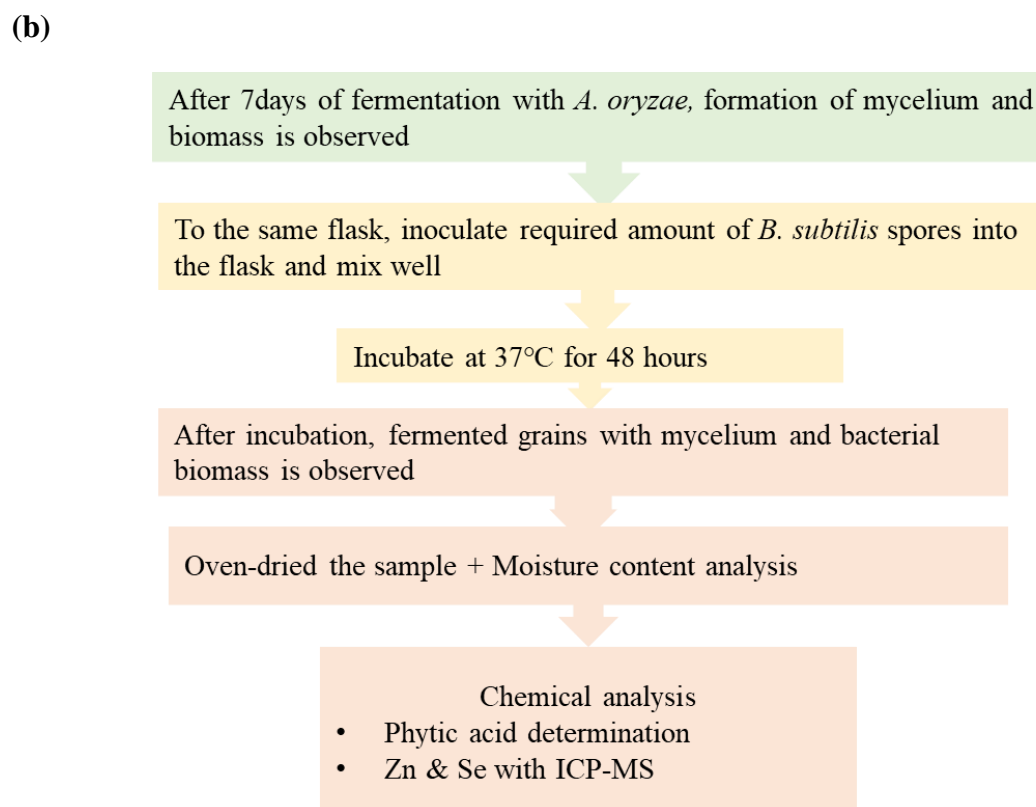 (b)
After 7days of fermentation with A. oryzae, formation of mycelium and
biomass is observed
To the same flask, inoculate required amount of B. subtilis spores into
the flask and mix well
Incubate at 37°C for 48 hours
After incubation, fermented grains with mycelium and bacterial
biomass is observed
Oven-dried the sample + Moisture content analysis
Chemical analysis
• Phytic acid determination
• Zn & Se with ICP-MS